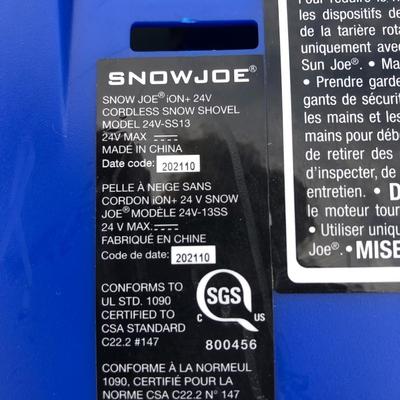 SNOWJOE®
SNOW JOE® iON+ 24V
CORDLESS SNOW SHOVEL
MODEL 24V-SS13
24V MAX
MADE IN CHINA
Date code: 202110
PELLE À NEIGE SANS
CORDON iON+ 24 V SNOW
JOE® MODÈLE 24V-13SS
24 V MAX.
FABRIQUÉ EN CHINE
Code de date: 202110
CONFORMS TO
UL STD. 1090
CERTIFIED TO
CSA STANDARD
C22.2 #147
SGS
C US
800456
CONFORME À LA NORMEUL
1090, CERTIFIÉ POUR LA
NORME CSA C22.2 N° 147
les dispositifs de
de la tarière rota
uniquement avec
Sun Joe®. • Ma
• Prendre garde
gants de sécurit
les mains et les
mains pour déb
de retirer des
d'inspecter, de
entretien. • D
le moteur tour
• Utiliser uniqu
Joe®. • MISE